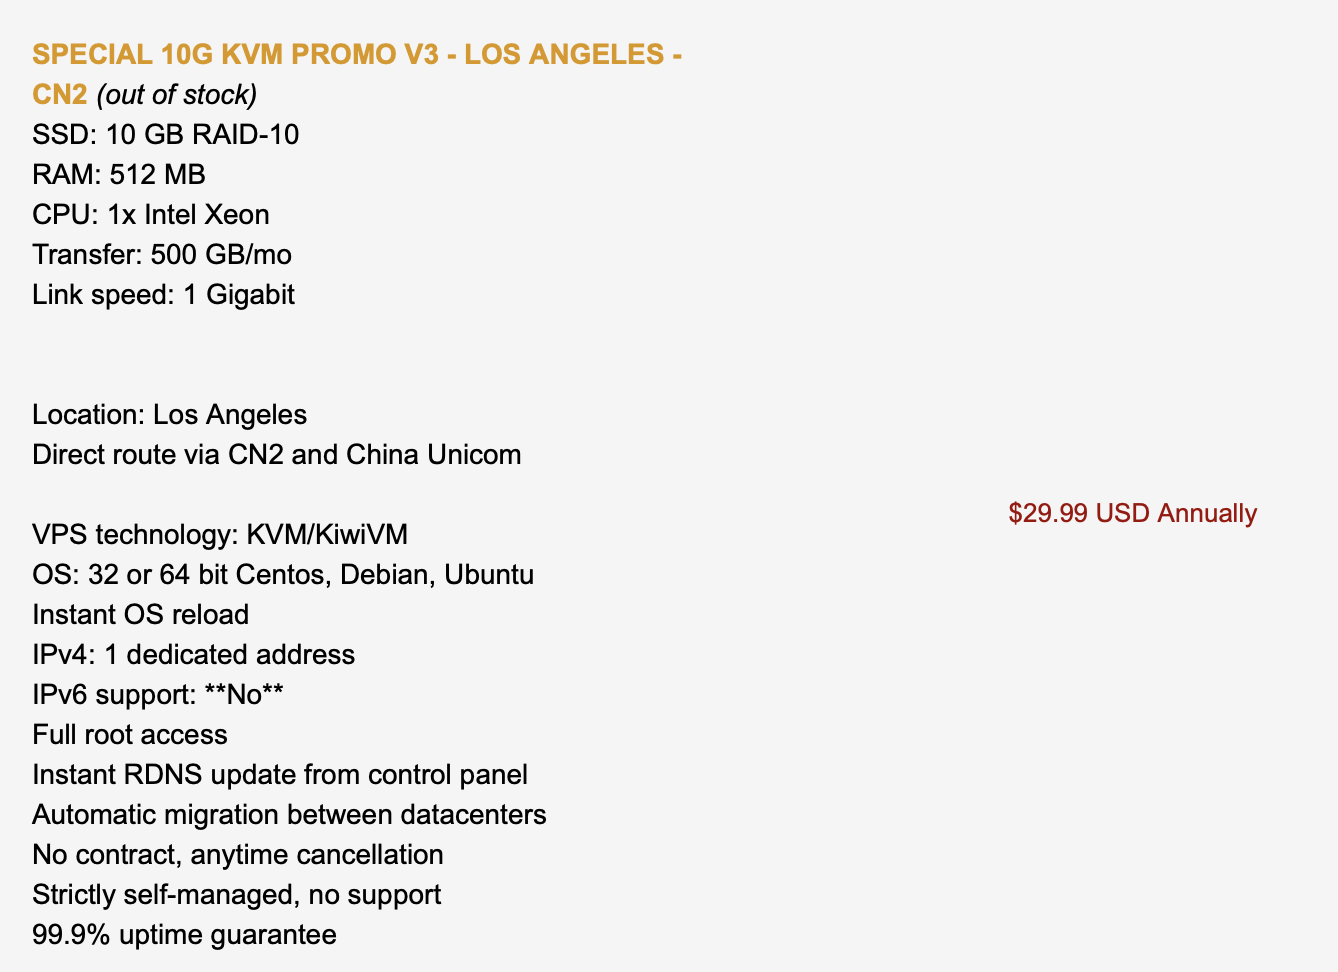 SPECIAL 10G KVM PROMO V3 - LOS ANGELES -
CN2 (out of stock)
SSD: 10 GB RAID-10
RAM: 512 MB
CPU: 1x Intel Xeon
Transfer: 500 GB/mo
Link speed: 1 Gigabit
Location: Los Angeles
Direct route via CN2 and China Unicom
$29.99 USD Annually
VPS technology: KVM/KiwiVM
OS: 32 or 64 bit Centos, Debian, Ubuntu
Instant OS reload
IPv4: 1 dedicated address
IPv6 support: **No**
Full root access
Instant RDNS update from control panel
Automatic migration between datacenters
No contract, anytime cancellation
Strictly self-managed, no support
99.9% uptime guarantee